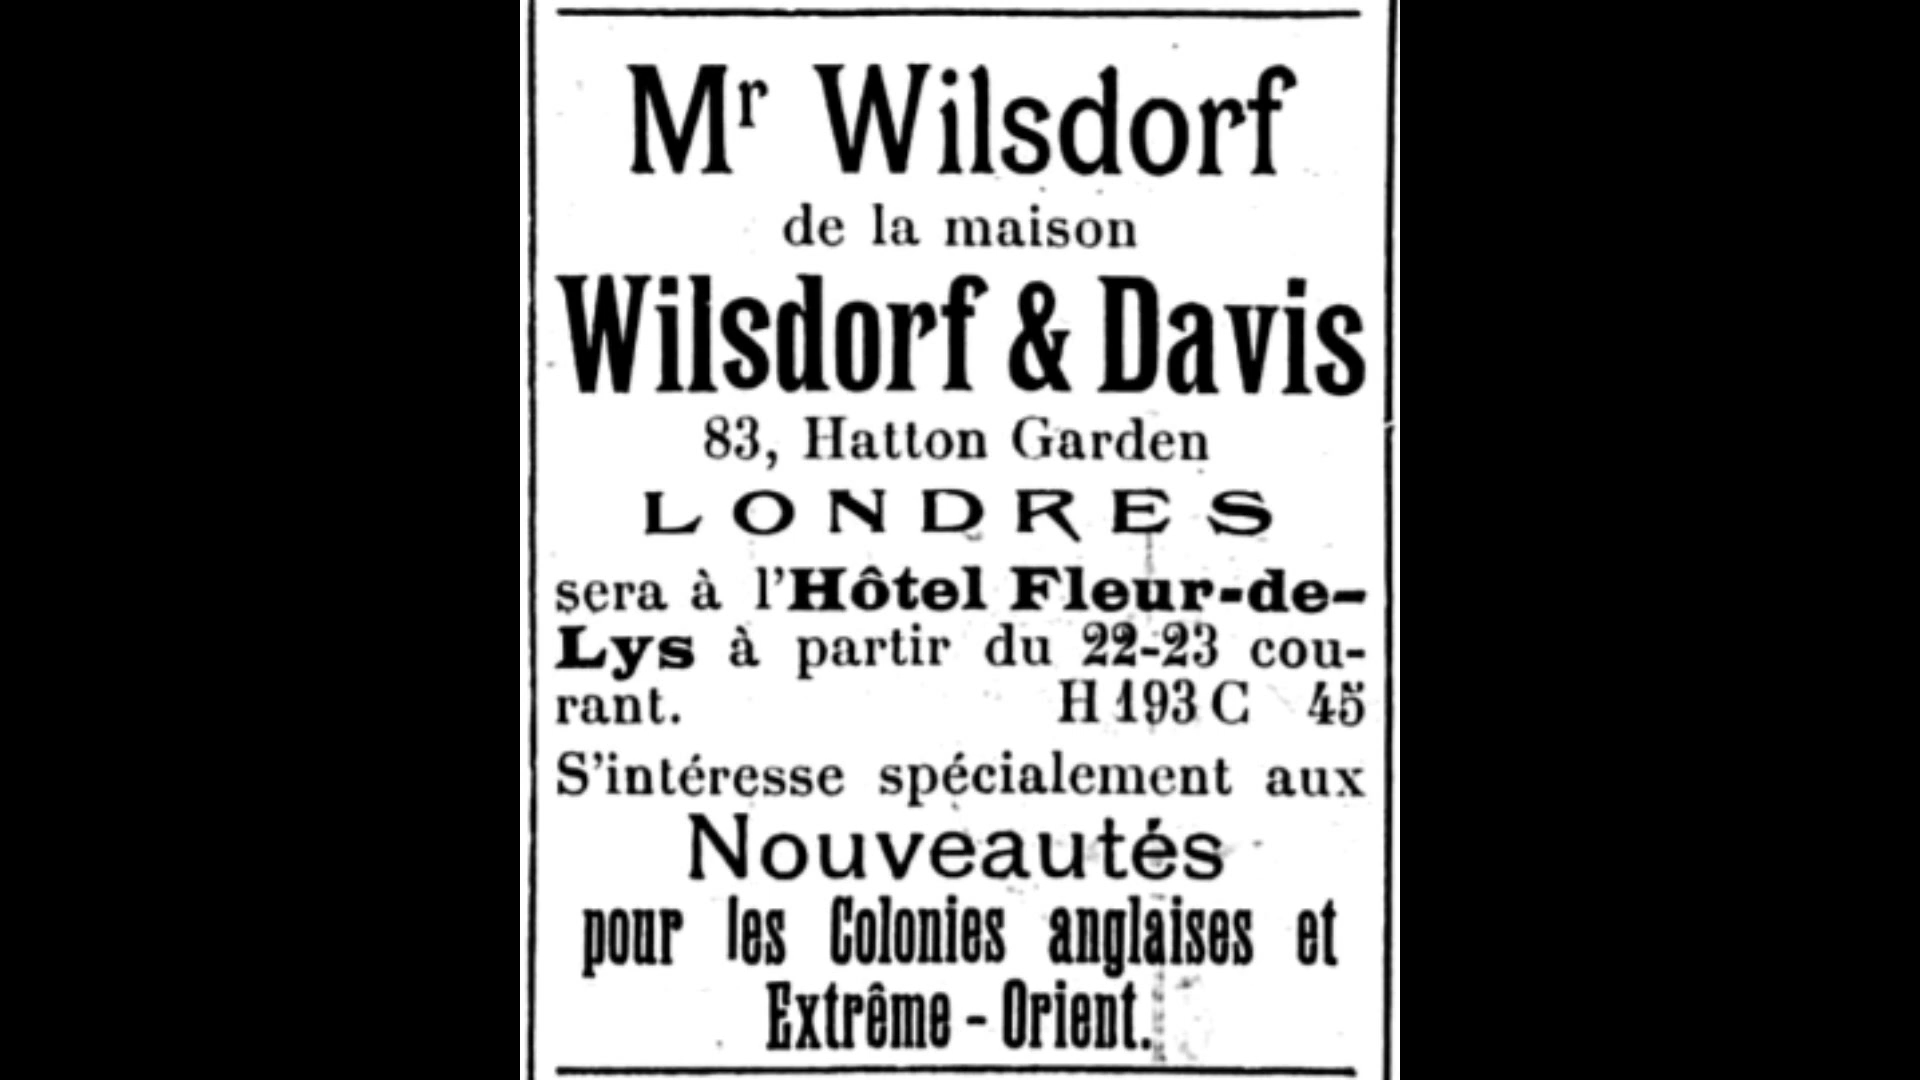 Mr Wilsdorf
de la maison
Wilsdorf & Davis
83, Hatton Garden
LONDRES
sera à l'Hôtel Fleur-de-
Lys à partir du 22-23 cou-
rant. H 193 C 45
S'intéresse spécialement aux
Nouveautés
pour les Colonies anglaises et
Extrême-Orient.